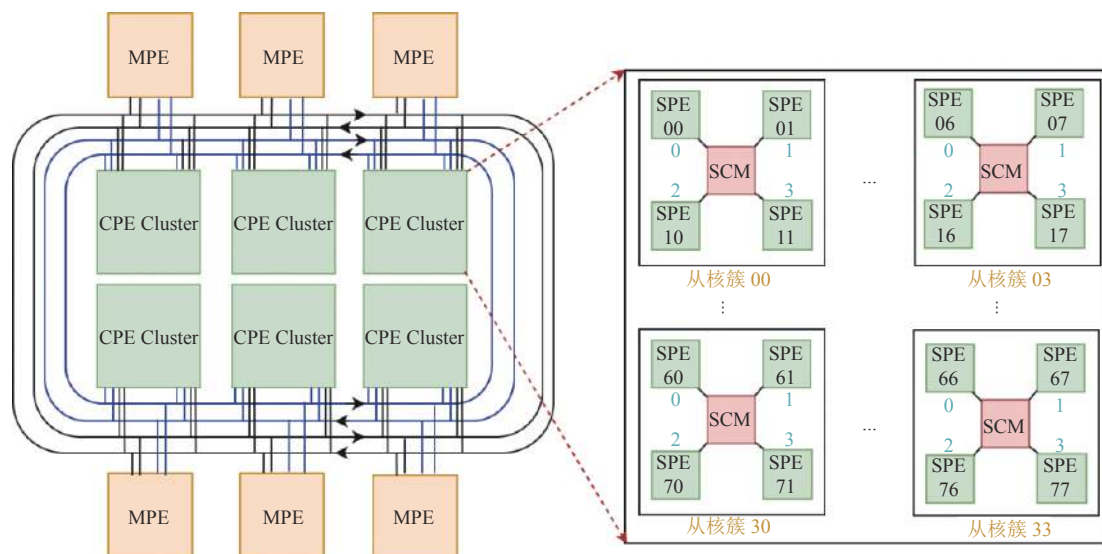 MPE
MPE
MPE
CPE Cluster
CPE Cluster
CPE Cluster
CPE Cluster
CPE Cluster
CPE Cluster
MPE
MPE
MPE
SPE
00
SPE
01
0
1
SCM
2
3
SPE
10
SPE
11
从核簇 00
...
SPE
06
SPE
07
0
1
SCM
2
3
SPE
16
SPE
17
从核簇 03
...
...
SPE
60
SPE
61
0
1
SCM
2
3
SPE
70
SPE
71
从核簇 30
...
SPE
66
SPE
67
0
1
SCM
2
3
SPE
76
SPE
77
从核簇 33